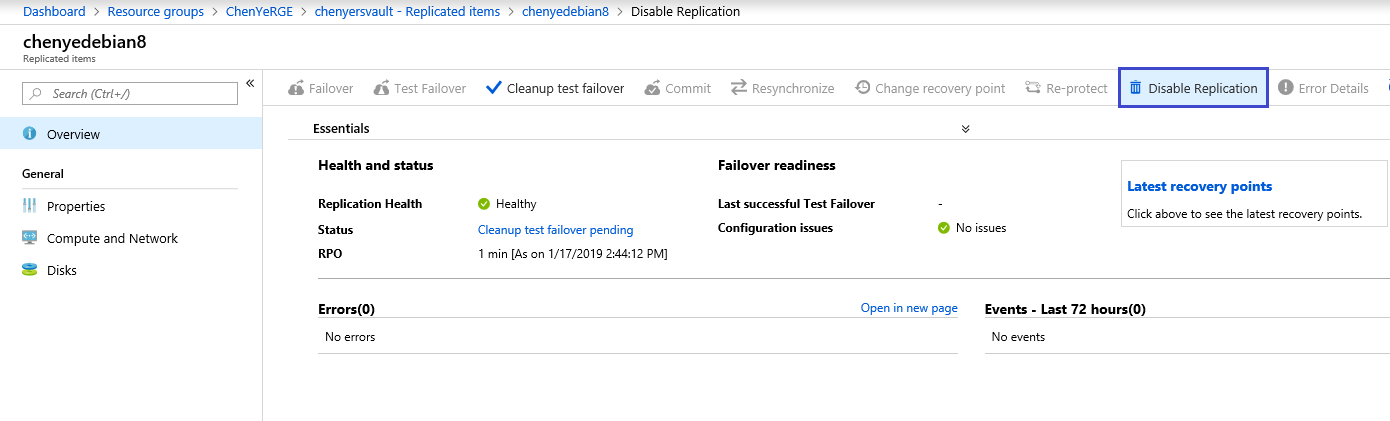 Dashboard > Resource groups > ChenYeRGE > chenyersvault - Replicated items > chenyedebian8 > Disable Replication
chenyedebian8
Replicated items
Search (Ctrl+/)
Overview
General
Properties
Compute and Network
Disks
Failover Test Failover Cleanup test failover Commit Resynchronize Change recovery point Re-protect Disable Replication Error Details
Essentials
Health and status
Replication Health Healthy
Status Cleanup test failover pending
RPO 1 min [As on 1/17/2019 2:44:12 PM]
Failover readiness
Last successful Test Failover -
Configuration issues No issues
Latest recovery points
Click above to see the latest recovery points.
Errors(0) Open in new page
No errors
Events - Last 72 hours(0)
No events